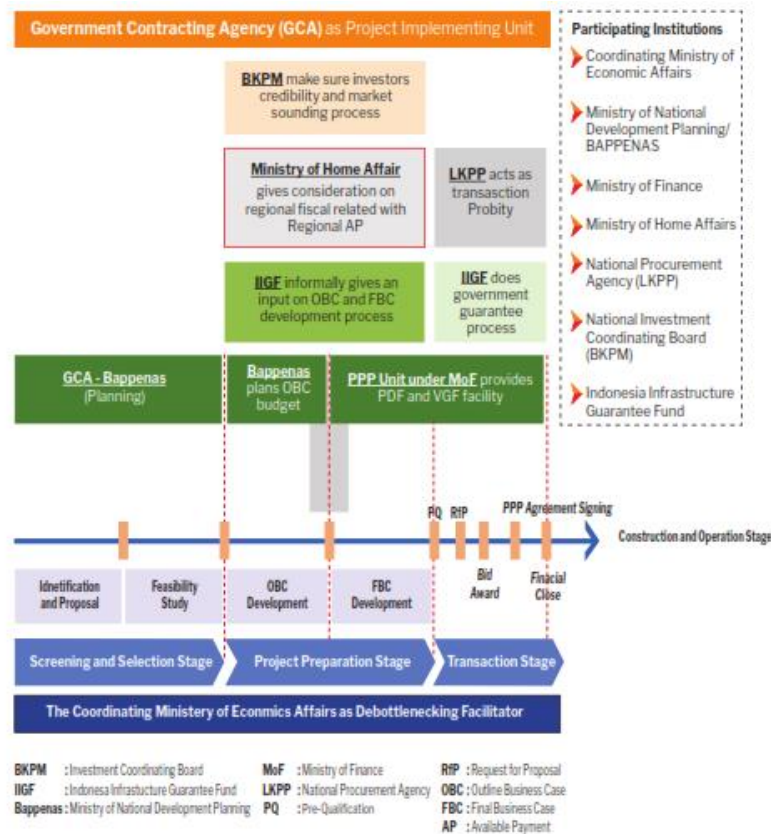 Government Contracting Agency (GCA) as Project Implementing Unit
BKPM make sure investors
credibility and market
sounding process
Ministry of Home Affair
gives consideration on
regional fiscal related with
Regional AP
LKPP acts as
transasction
Probity
IIGF informally gives an
input on OBC and FBC
development process
IIGF does
government
guarantee
process
GCA - Bappenas
(Planning)
Bappenas
plans OBC
budget
PPP Unit under MoF provides
PDF and VGF facility
Participating Institutions
Coordinating Ministry of
Economic Affairs
Ministry of National
Development Planning/
BAPPENAS
Ministry of Finance
Ministry of Home Affairs
National Procurement
Agency (LKPP)
National Investment
Coordinating Board
(BKPM)
Indonesia Infrastructure
Guarantee Fund
PQ
RfP
PPP Agreement Signing
Construction and Operation Stage
Bid
Award
Finacial
Close
Idnetification
and Proposal
Feasibility
Study
OBC
Development
FBC
Development
Screening and Selection Stage
Project Preparation Stage
Transaction Stage
The Coordinating Ministery of Econmics Affairs as Debottlenecking Facilitator
BKPM : Investment Coordinating Board
IIGF : Indonesa Infrastucture Guarantee Fund
Bappenas : Ministry of National Development Planning
MoF : Ministry of Finance
LKPP : National Procurement Agency
PQ : Pre-Qualification
RfP : Request for Proposal
OBC : Outline Business Case
FBC : Final Business Case
AP : Available Payment